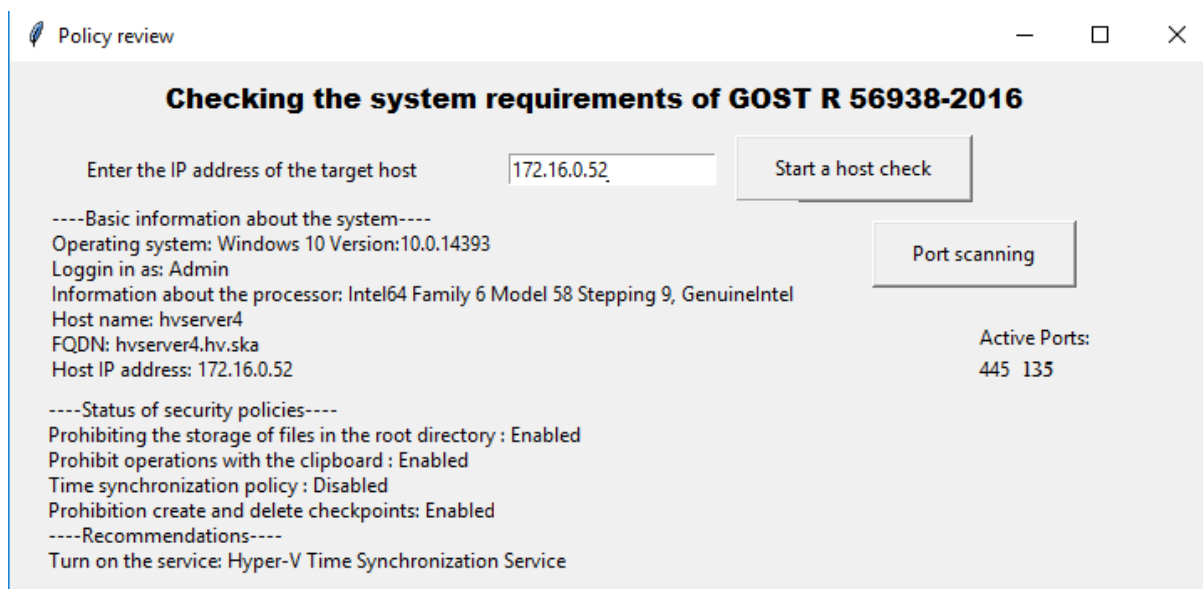 Policy review
Checking the system requirements of GOST R 56938-2016
Enter the IP address of the target host
172.16.0.52
Start a host check
----Basic information about the system----
Operating system: Windows 10 Version:10.0.14393
Loggin in as: Admin
Information about the processor: Intel64 Family 6 Model 58 Stepping 9, GenuineIntel
Host name: hvserver4
FQDN: hvserver4.hv.ska
Host IP address: 172.16.0.52
Port scanning
Active Ports:
445 135
----Status of security policies----
Prohibiting the storage of files in the root directory : Enabled
Prohibit operations with the clipboard : Enabled
Time synchronization policy : Disabled
Prohibition create and delete checkpoints: Enabled
----Recommendations----
Turn on the service: Hyper-V Time Synchronization Service